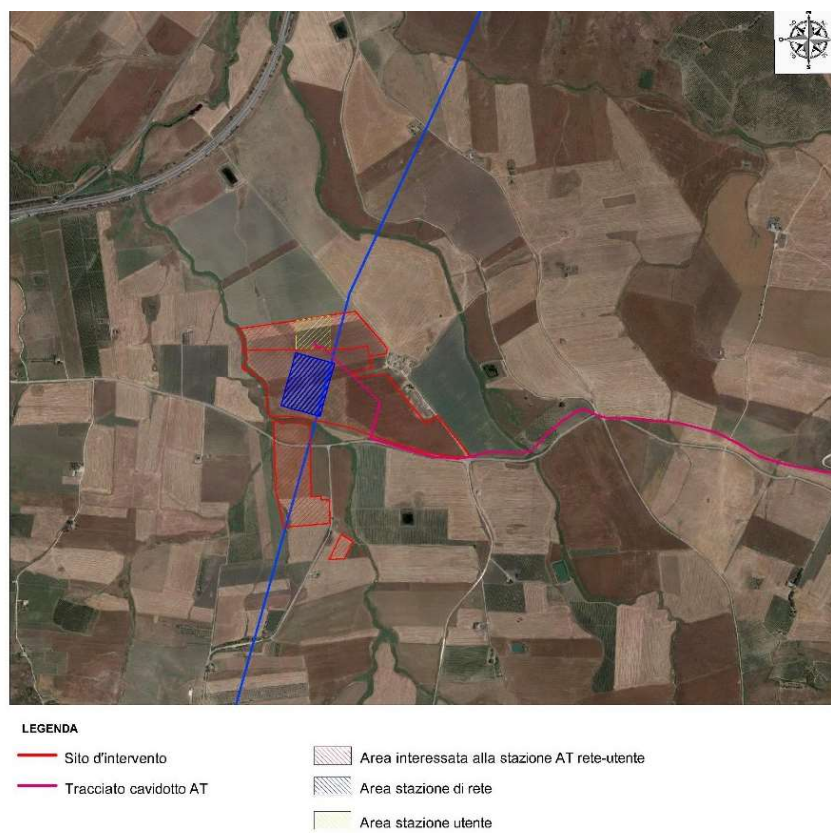 LEGENDA
Sito d'intervento
Tracciato cavidotto AT
Area interessata alla stazione AT rete-utente
Area stazione di rete
Area stazione utente